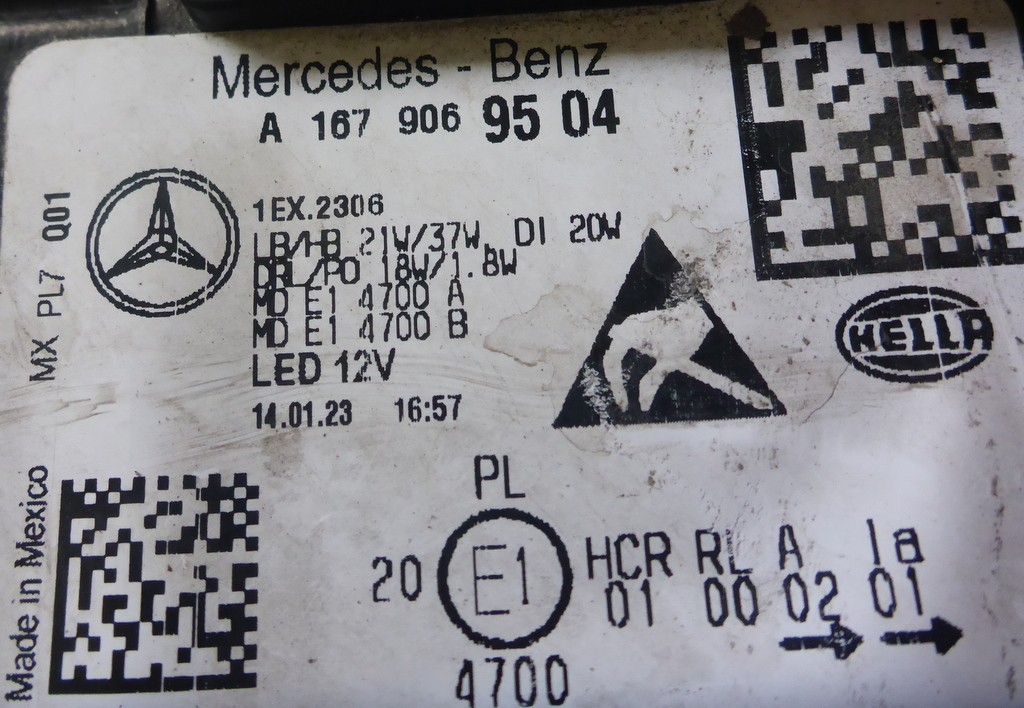 Mercedes - Benz
A 167 906 95 04
MX PL7 Q01
1EX.2306
LB/HB 21W/37W, DI 20W
DRL/PO 18W/1.8W
MD E1 4700 A
MD E1 4700 B
LED 12V
14.01.23 16:57
HELLA
Made in Mexico
PL
20 E1 HCR RL A Ia
01 00 02 01
4700